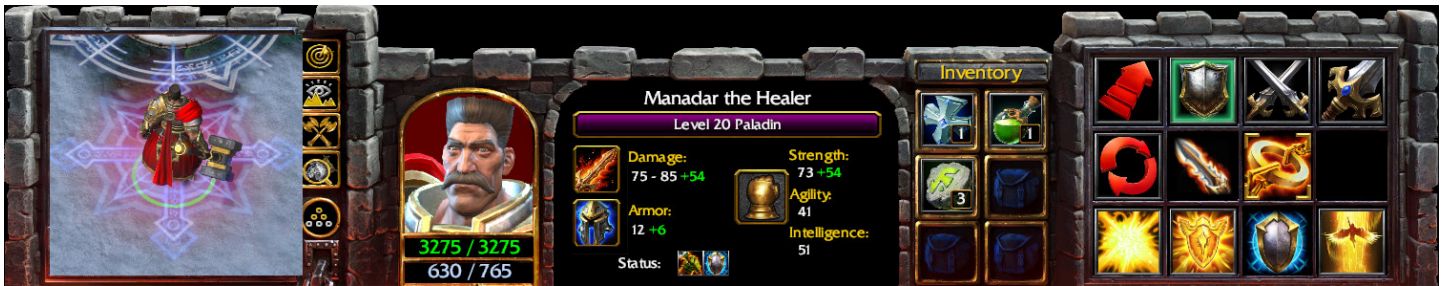 Manadar the Healer
Level 20 Paladin
Damage:
75 - 85 +54
Armor:
12 +6
Status:
Strength:
73 +54
Agility:
41
Intelligence:
51
3275 / 3275
630 / 765
Inventory
1
1
3